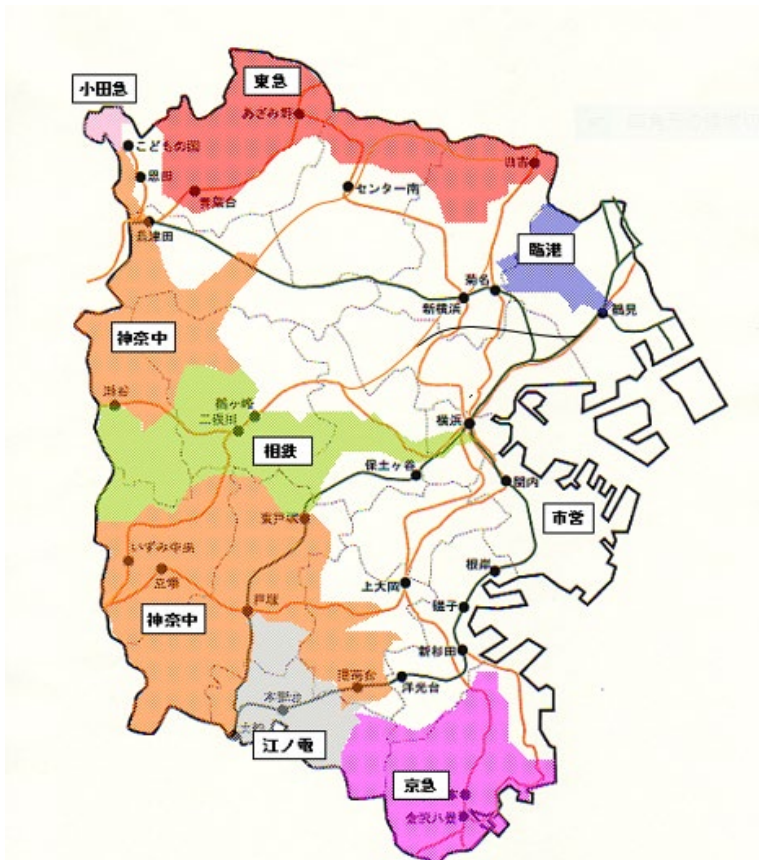 東急
小田急
あざみ野
こどもの国
日吉
恩田
センター南
青葉台
長津田
臨港
菊名
新横浜
鶴見
神奈中
瀬谷
鶴ヶ峰
二俣川
横浜
相鉄
保土ヶ谷
関内
東戸塚
市営
いずみ中央
立場
根岸
上大岡
磯子
戸塚
神奈中
新杉田
港南台
洋光台
本郷台
大船
江ノ電
京急
金沢八景